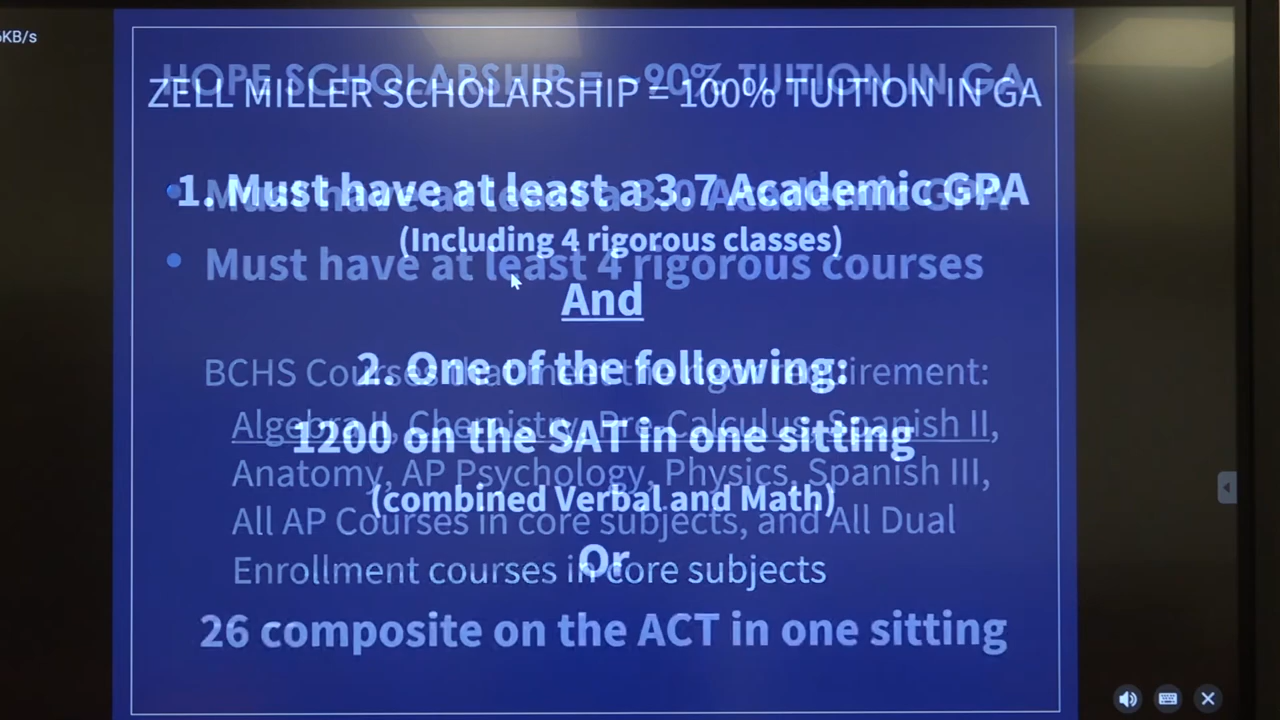 KB/s
HOPE SCHOLARSHIP = ~90% TUITION IN GA
ZELL MILLER SCHOLARSHIP = 100% TUITION IN GA
1. Must have at least a 3.7 Academic GPA
• Must have at least a 3.0 Academic GPA
(Including 4 rigorous classes)
• Must have at least 4 rigorous courses
And
2. One of the following:
BCHS Courses that meet the rigor requirement:
Algebra II, Chemistry, Pre-Calculus, Spanish II,
1200 on the SAT in one sitting
Anatomy, AP Psychology, Physics, Spanish III,
(combined Verbal and Math)
All AP Courses in core subjects, and All Dual
Or
Enrollment courses in core subjects
26 composite on the ACT in one sitting